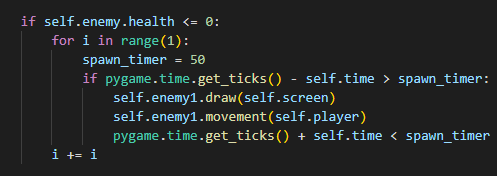 if self.enemy.health <= 0:
    for i in range(1):
        spawn_timer = 50
        if pygame.time.get_ticks() - self.time > spawn_timer:
            self.enemy1.draw(self.screen)
            self.enemy1.movement(self.player)
            pygame.time.get_ticks() + self.time < spawn_timer
    i += i